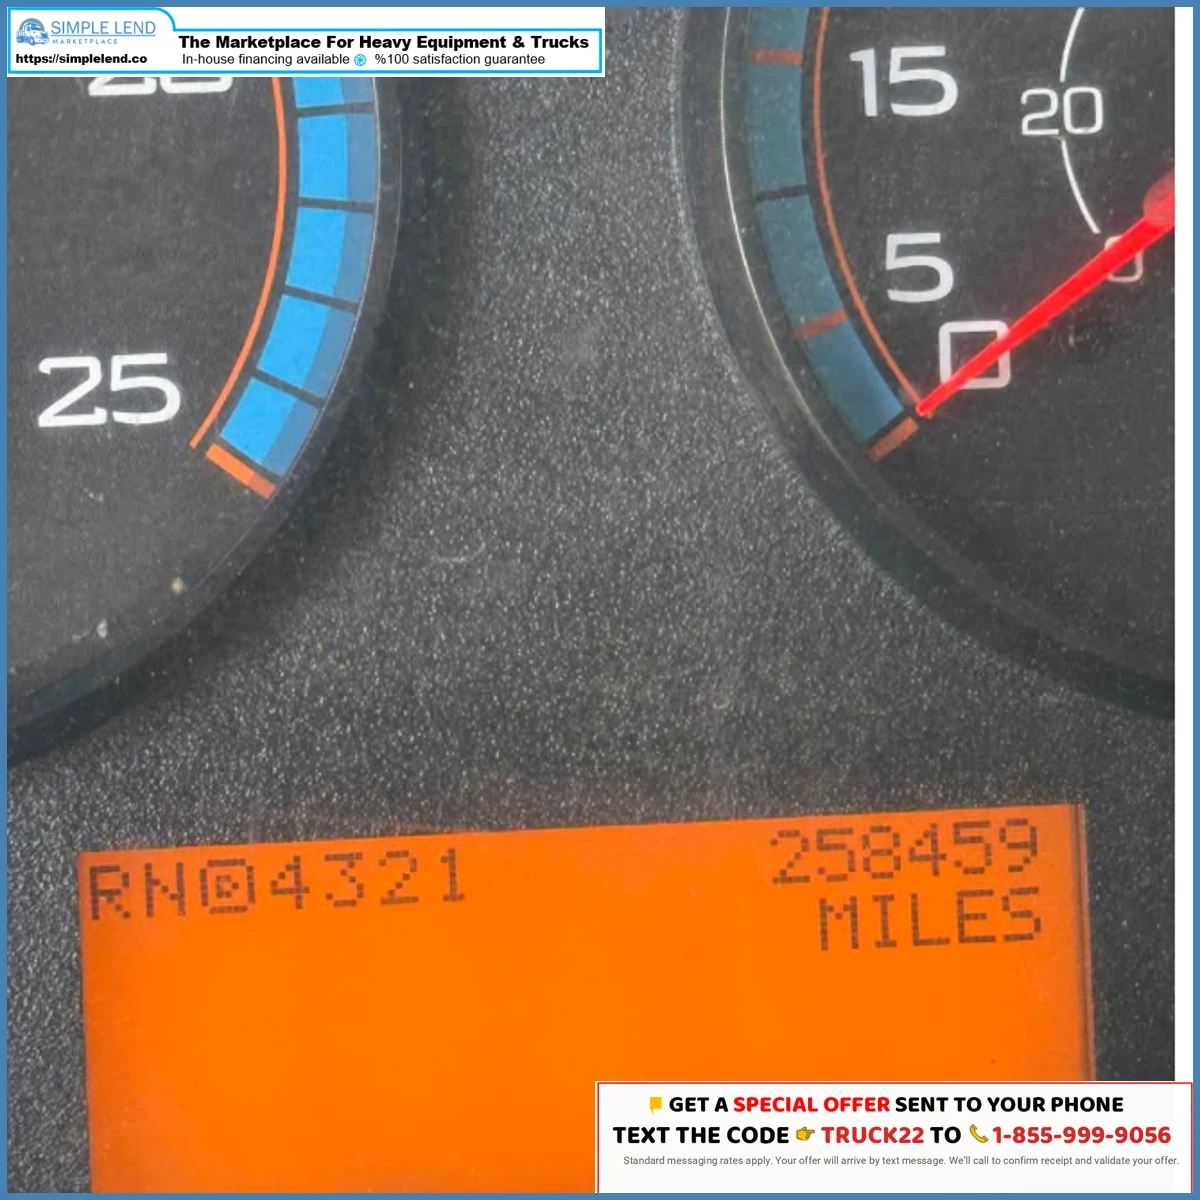 SIMPLE LEND
MARKETPLACE
https://simplelend.co
The Marketplace For Heavy Equipment & Trucks
In-house financing available %100 satisfaction guarantee
25
15
20
5
0
0
RND4321
258459
MILES
GET A SPECIAL OFFER SENT TO YOUR PHONE
TEXT THE CODE 👉 TRUCK22 TO 📞 1-855-999-9056
Standard messaging rates apply. Your offer will arrive by text message. We'll call to confirm receipt and validate your offer.